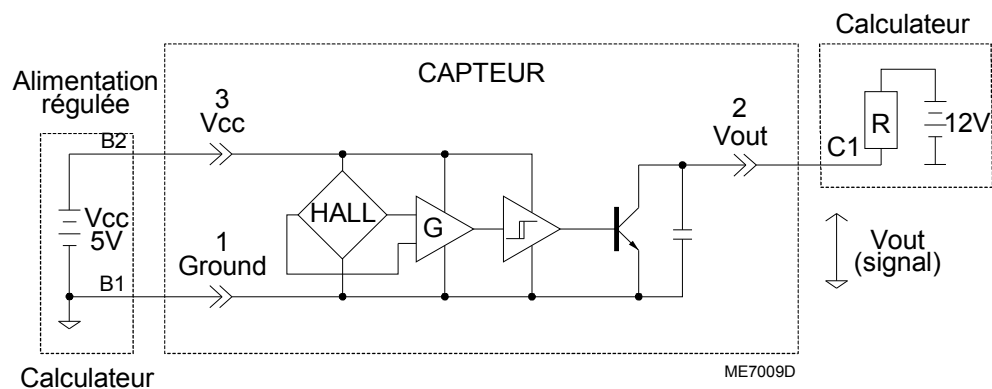 Calculateur
Alimentation
régulée
CAPTEUR
3
Vcc
2
Vout
B2
R
12V
C1
HALL
G
Vcc
5V
1
Ground
Vout
(signal)
B1
ME7009D
Calculateur